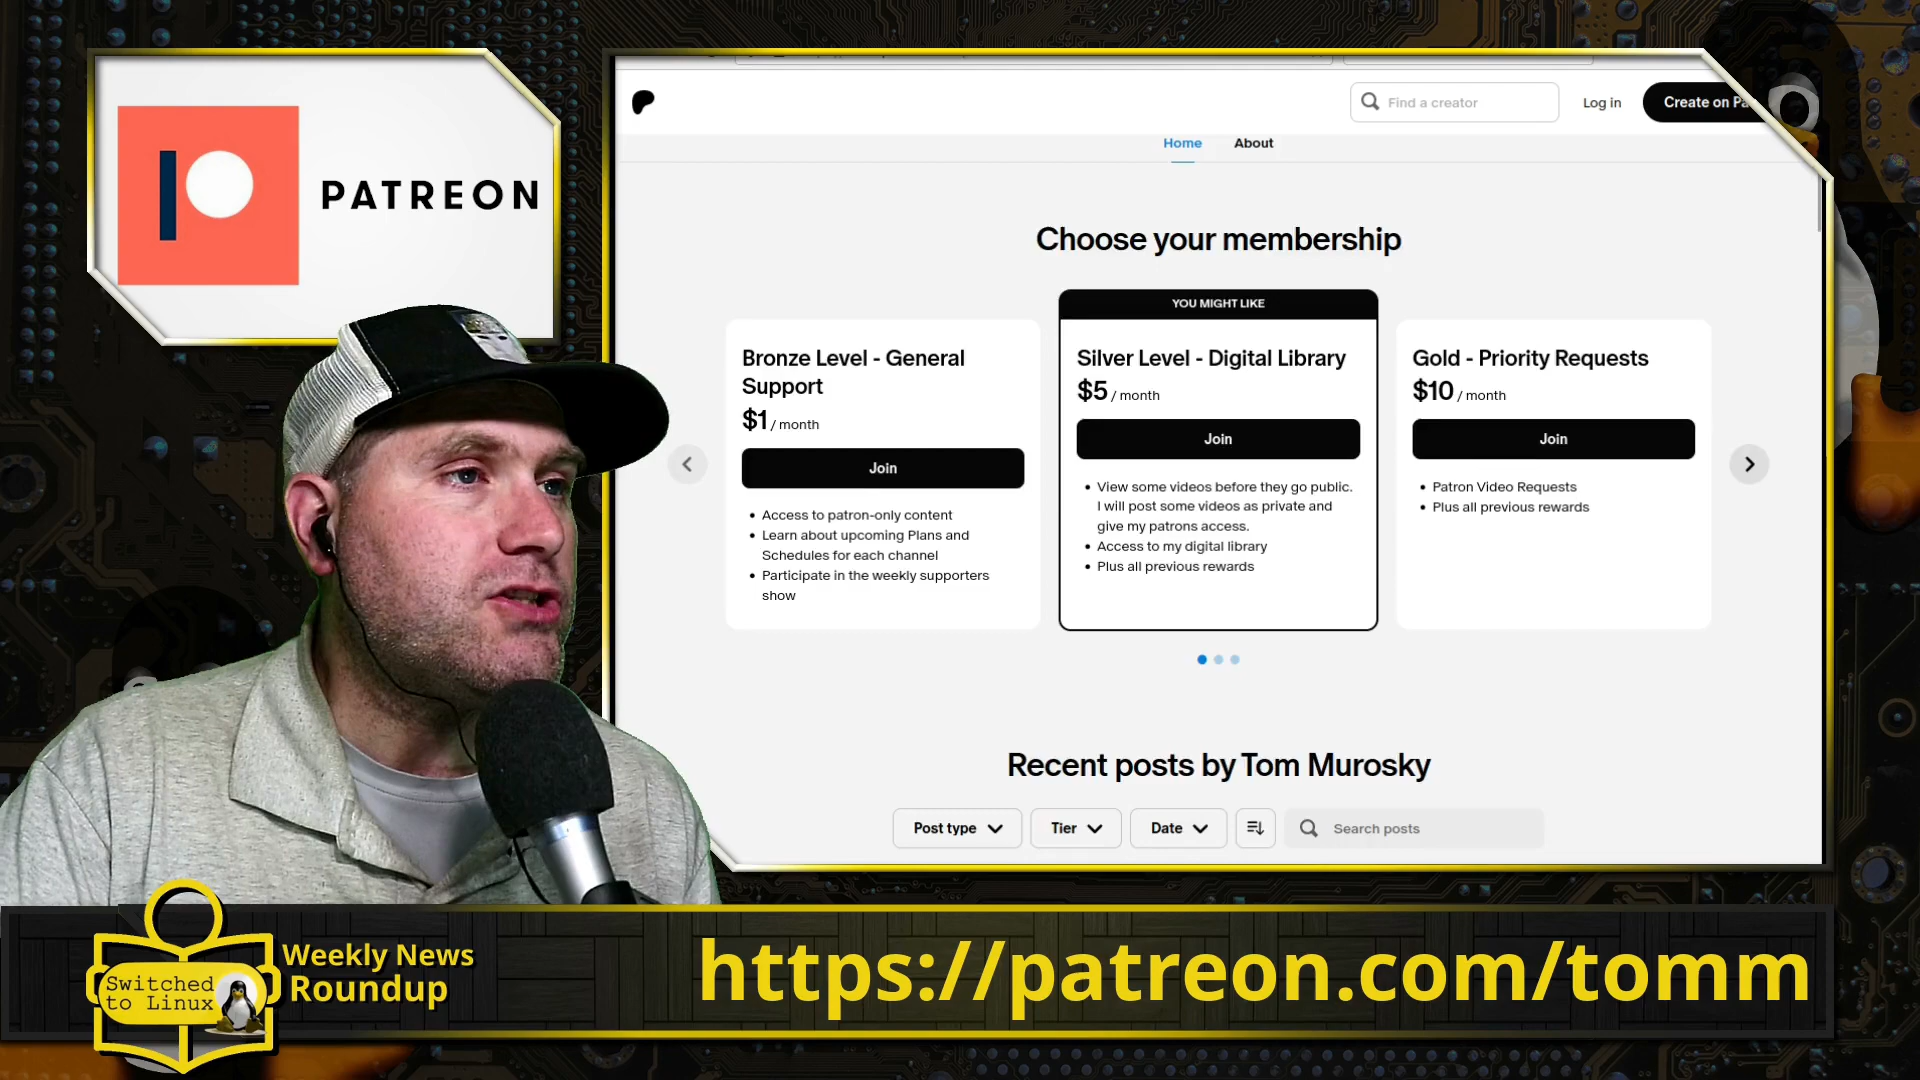 PATREON
Find a creator
Log in
Create on Pa
Home
About
Choose your membership
YOU MIGHT LIKE
Bronze Level - General
Support
$1 / month
Join
Access to patron-only content
Learn about upcoming Plans and
Schedules for each channel
Participate in the weekly supporters
show
Silver Level - Digital Library
$5 / month
Join
View some videos before they go public.
I will post some videos as private and
give my patrons access.
Access to my digital library
Plus all previous rewards
Gold - Priority Requests
$10 / month
Join
Patron Video Requests
Plus all previous rewards
Recent posts by Tom Murosky
Post type
Tier
Date
Search posts
Switched
to Linux
Weekly News
Roundup
https://patreon.com/tomm